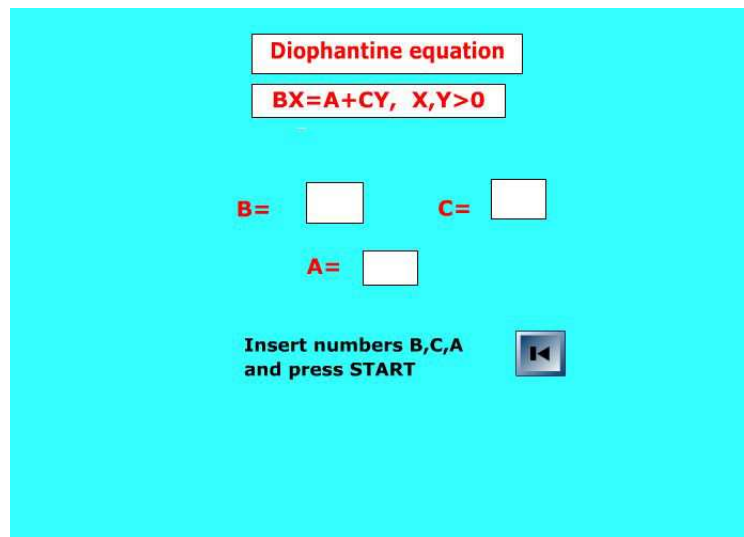 Diophantine equation
BX=A+CY, X,Y>0
B= C=
A=
Insert numbers B,C,A
and press START